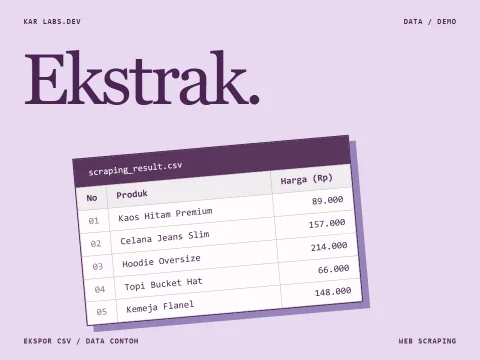 KAR LABS.DEV
DATA / DEMO
Ekstrak.
scraping_result.csv
No Produk Harga (Rp)
01 Kaos Hitam Premium 89.000
02 Celana Jeans Slim 157.000
03 Hoodie Oversize 214.000
04 Topi Bucket Hat 66.000
05 Kemeja Flanel 148.000
EKSPOR CSV / DATA CONTOH
WEB SCRAPING